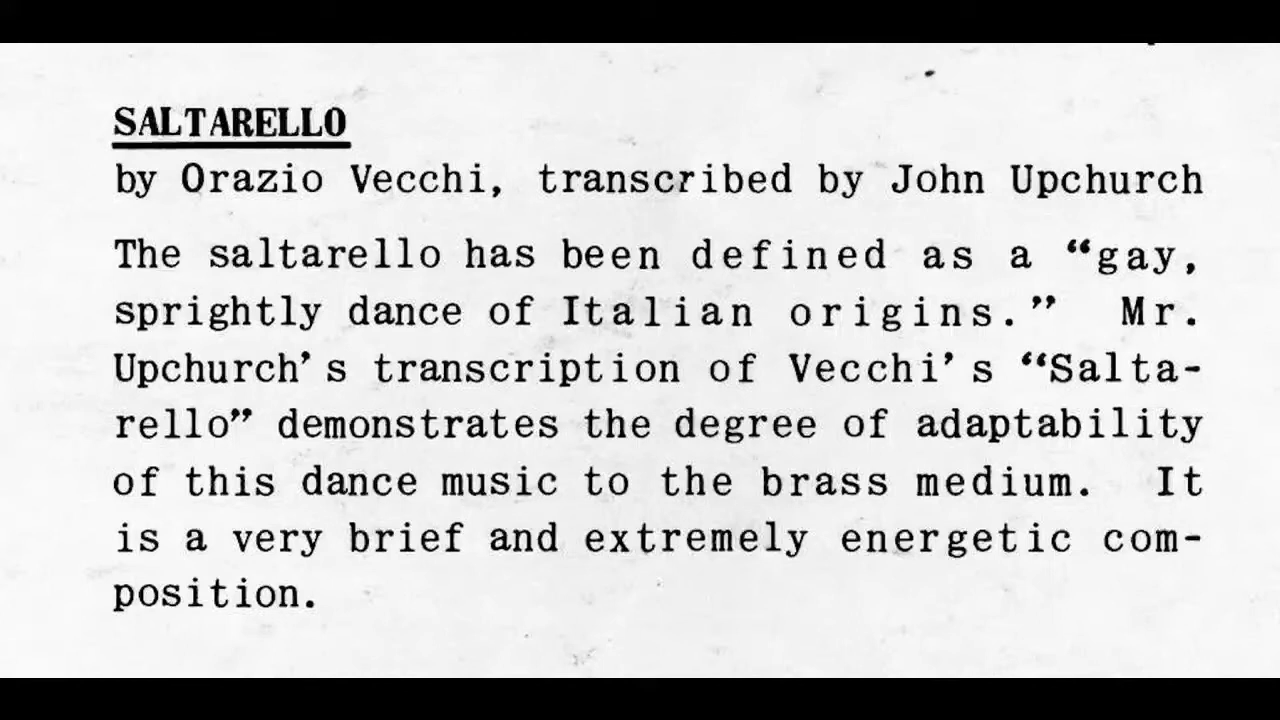 SALTARELLO
by Orazio Vecchi, transcribed by John Upchurch
The saltarello has been defined as a “gay,
sprightly dance of Italian origins.” Mr.
Upchurch’s transcription of Vecchi’s “Salta-
rello” demonstrates the degree of adaptability
of this dance music to the brass medium. It
is a very brief and extremely energetic com-
position.